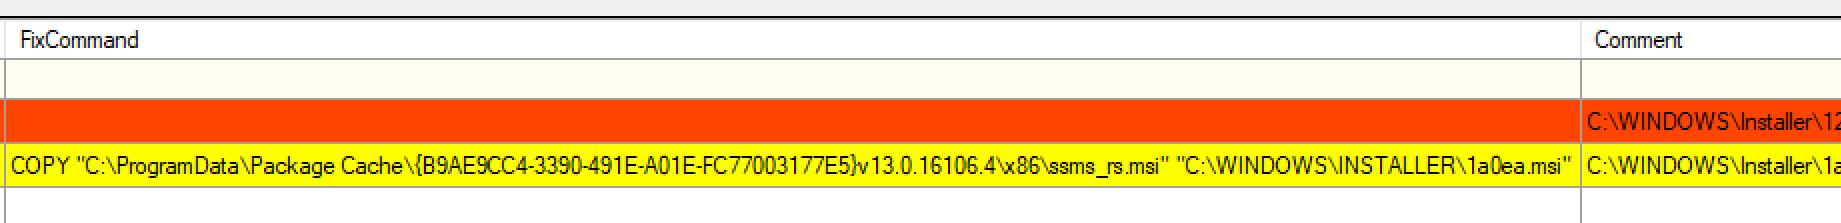 FixCommand Comment
C:\WINDOWS\Installer\12
COPY "C:\ProgramData\Package Cache\{B9AE9CC4-3390-491E-A01E-FC77003177E5}v13.0.16106.4\x86\ssms_rs.msi" "C:\WINDOWS\INSTALLER\1a0ea.msi" C:\WINDOWS\Installer\1a